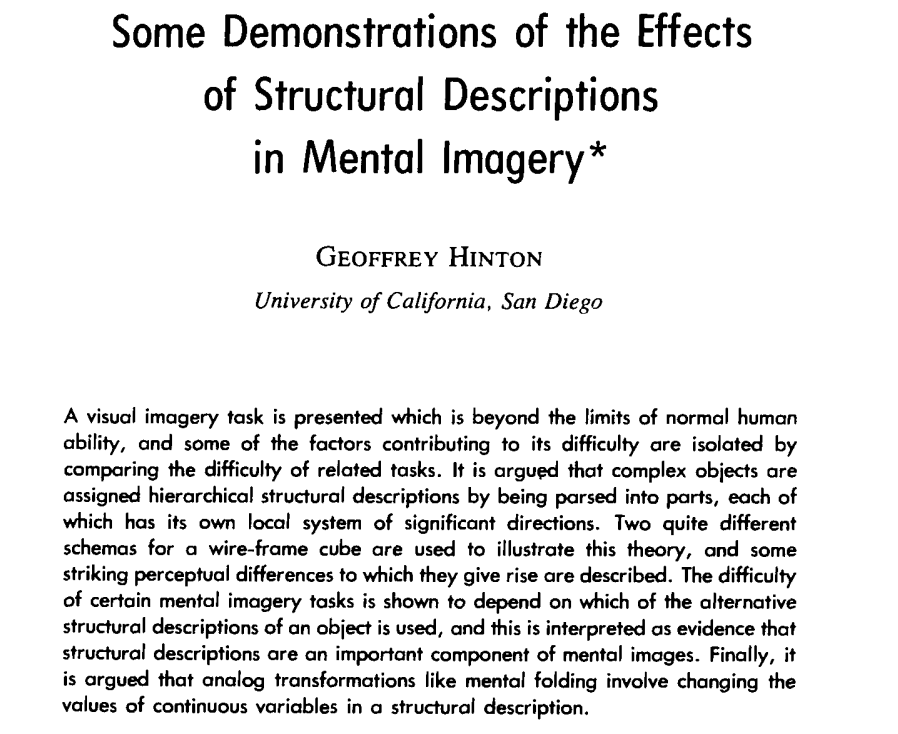 Some Demonstrations of the Effects
of Structural Descriptions
in Mental Imagery*
GEOFFREY HINTON
University of California, San Diego
A visual imagery task is presented which is beyond the limits of normal human
ability, and some of the factors contributing to its difficulty are isolated by
comparing the difficulty of related tasks. It is argued that complex objects are
assigned hierarchical structural descriptions by being parsed into parts, each of
which has its own local system of significant directions. Two quite different
schemas for a wire-frame cube are used to illustrate this theory, and some
striking perceptual differences to which they give rise are described. The difficulty
of certain mental imagery tasks is shown to depend on which of the alternative
structural descriptions of an object is used, and this is interpreted as evidence that
structural descriptions are an important component of mental images. Finally, it
is argued that analog transformations like mental folding involve changing the
values of continuous variables in a structural description.